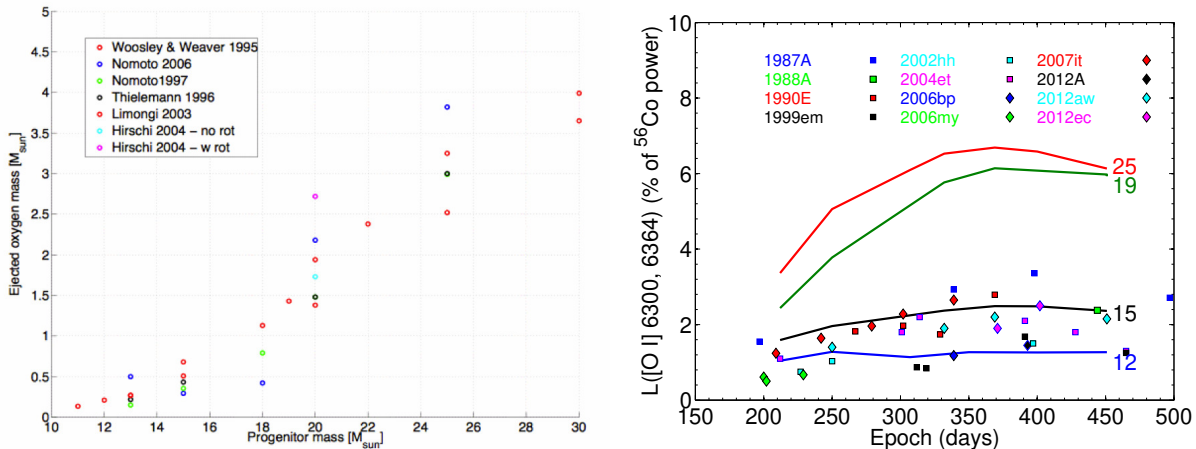 5
4.5
4
3.5
3
2.5
2
1.5
1
0.5
0
Ejected oxygen mass [M_sun]
Woosley & Weaver 1995
Nomoto 2006
Nomoto1997
Thielemann 1996
Limongi 2003
Hirschi 2004 – no rot
Hirschi 2004 – w rot
10 12 14 16 18 20 22 24 26 28 30
Progenitor mass [M_sun]
10
8
6
4
2
0
L([O I] 6300, 6364) (% of ^56Co power)
1987A 2002hh 2007it
1988A 2004et 2012A
1990E 2006bp 2012aw
1999em 2006my 2012ec
25
19
15
12
150 200 250 300 350 400 450 500
Epoch (days)